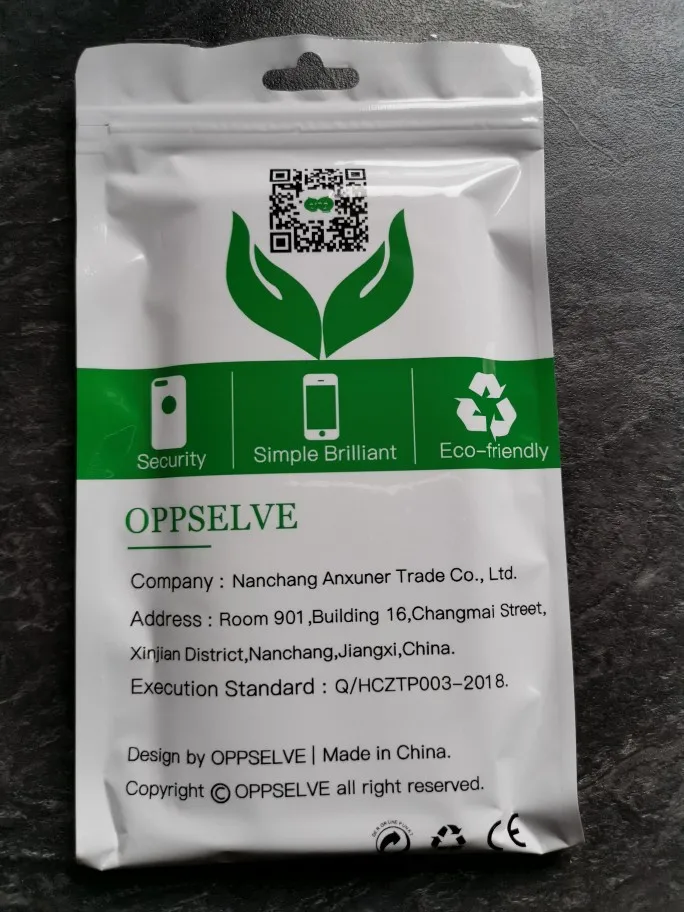 Security
Simple Brilliant
Eco-friendly
OPPSELVE
Company : Nanchang Anxuner Trade Co., Ltd.
Address : Room 901,Building 16,Changmai Street,
Xinjian District,Nanchang,Jiangxi,China.
Execution Standard : Q/HCZTP003-2018.
Design by OPPSELVE | Made in China.
Copyright © OPPSELVE all right reserved.
CE